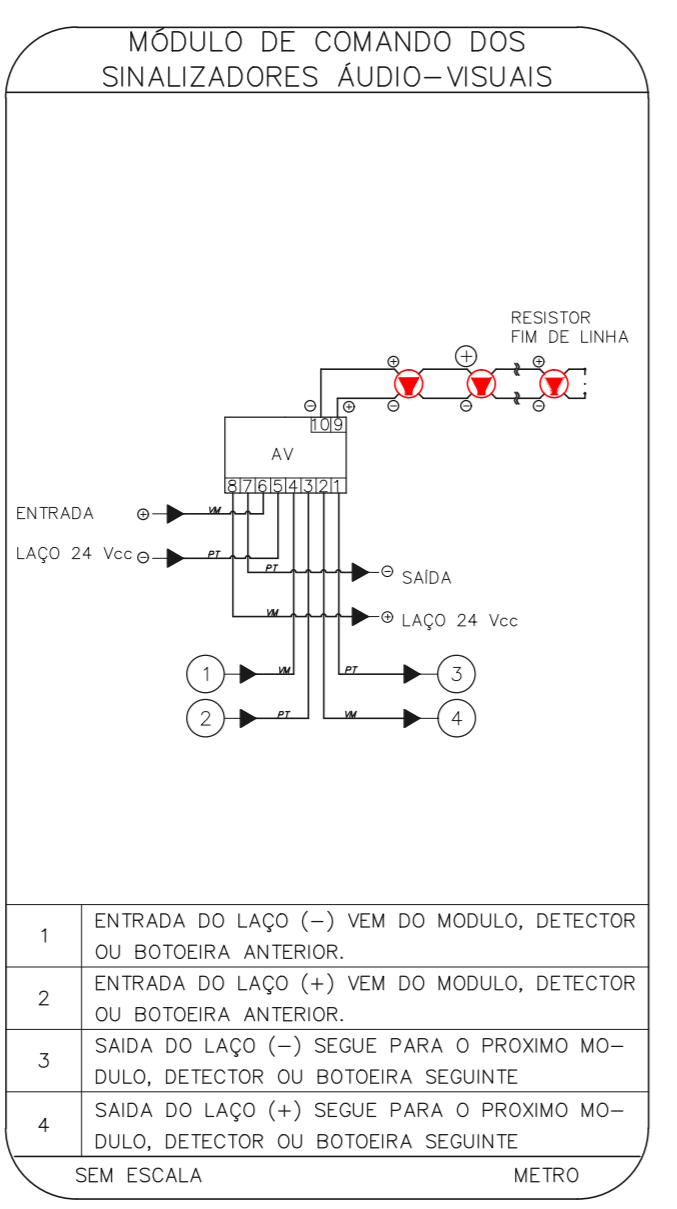 MÓDULO DE COMANDO DOS
SINALIZADORES ÁUDIO-VISUAIS
RESISTOR
FIM DE LINHA
+ + +
- + - - -
10 9
AV
8 7 6 5 4 3 2 1
ENTRADA + VM
LAÇO 24 Vcc - PT
PT - SAÍDA
VM + LAÇO 24 Vcc
1 VM PT 3
2 PT VM 4
1 ENTRADA DO LAÇO (-) VEM DO MODULO, DETECTOR
OU BOTOEIRA ANTERIOR.
2 ENTRADA DO LAÇO (+) VEM DO MODULO, DETECTOR
OU BOTOEIRA ANTERIOR.
3 SAIDA DO LAÇO (-) SEGUE PARA O PROXIMO MO-
DULO, DETECTOR OU BOTOEIRA SEGUINTE
4 SAIDA DO LAÇO (+) SEGUE PARA O PROXIMO MO-
DULO, DETECTOR OU BOTOEIRA SEGUINTE
SEM ESCALA METRO